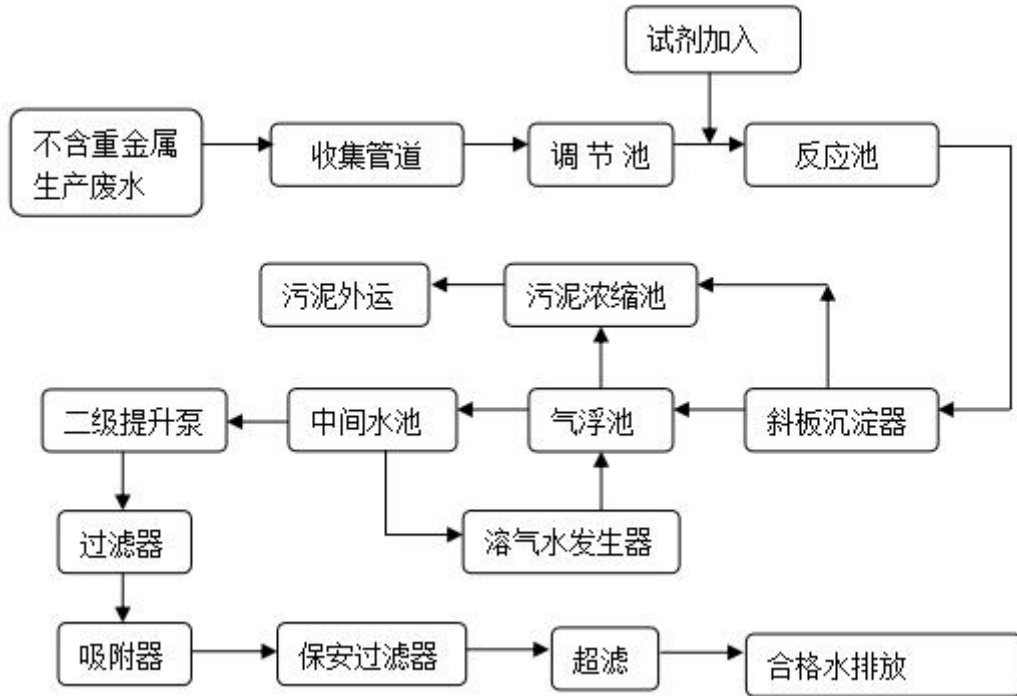 试剂加入
不含重金属
生产废水
收集管道
调 节 池
反应池
污泥外运
污泥浓缩池
二级提升泵
中间水池
气浮池
斜板沉淀器
过滤器
溶气水发生器
吸附器
保安过滤器
超滤
合格水排放